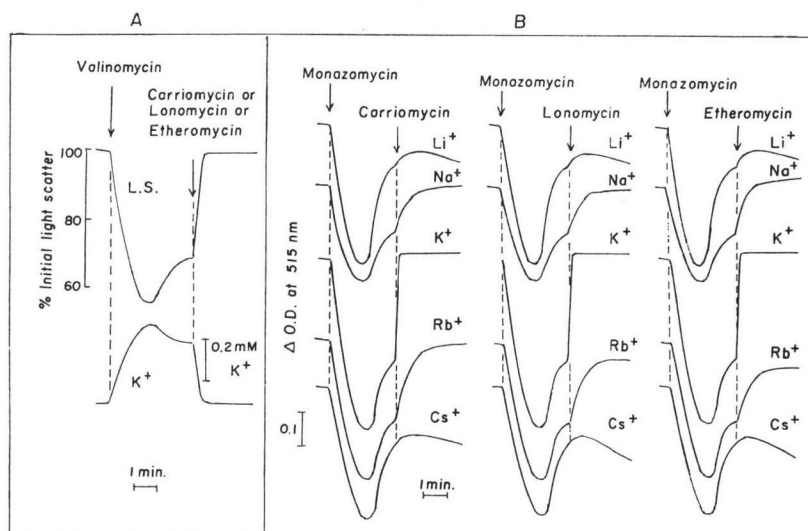 A
B
Valinomycin
Carriomycin or
Lonomycin or
Etheromycin
100
80
60
% Initial light scatter
L.S.
0.2 mM
K+
K+
1 min.
Monazomycin
Carriomycin
Li+
Na+
K+
Rb+
Cs+
Δ O.D. at 515 nm
0.1
1 min.
Monazomycin
Lonomycin
Li+
Na+
K+
Rb+
Cs+
Monazomycin
Etheromycin
Li+
Na+
K+
Rb+
Cs+